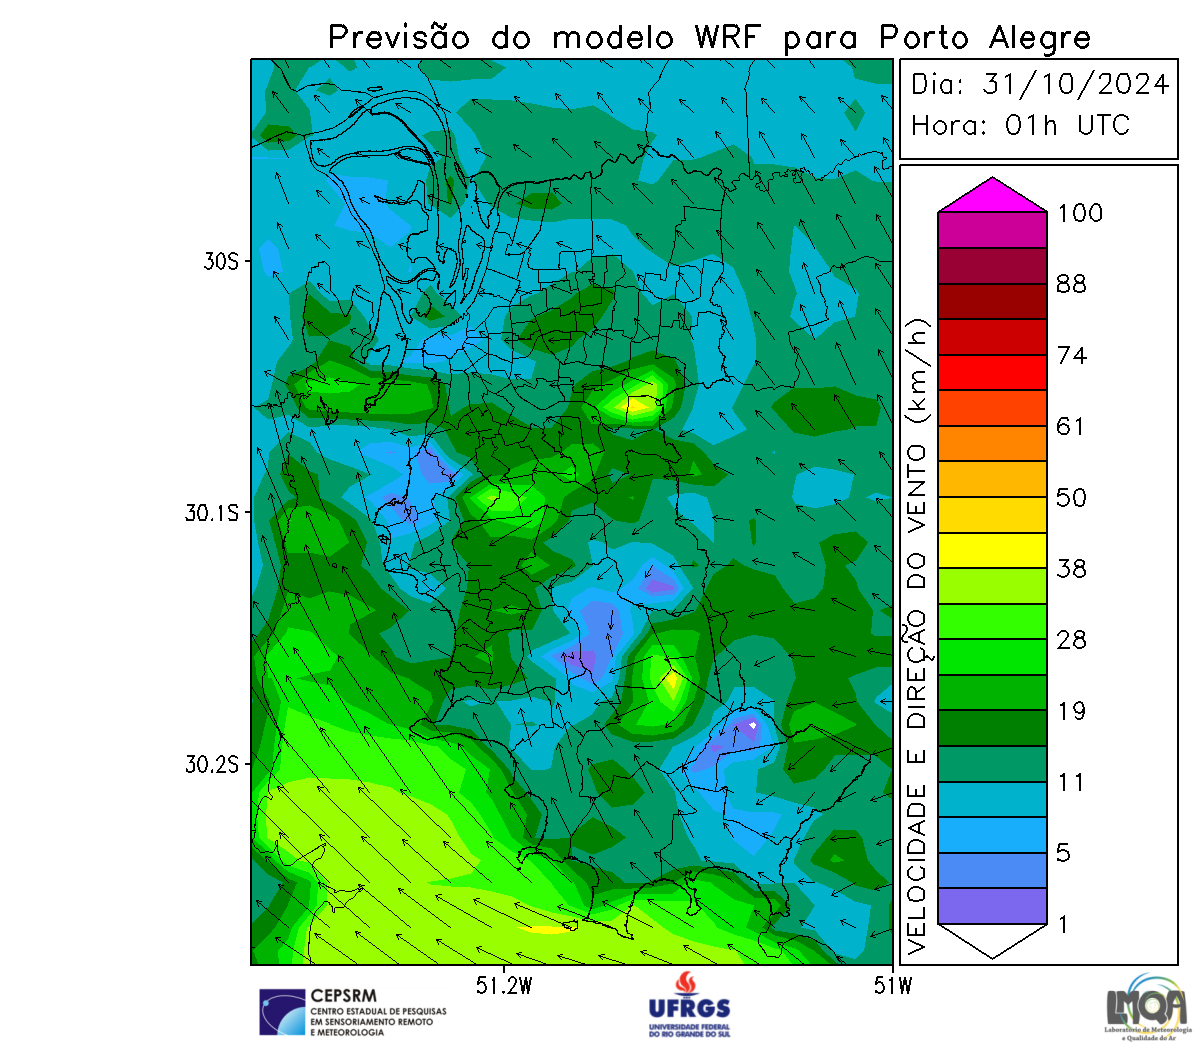 Previsão do modelo WRF para Porto Alegre
Dia: 31/10/2024
Hora: 01h UTC
30S
30.1S
30.2S
51.2W
51W
VELOCIDADE E DIREÇÃO DO VENTO (km/h)
100
88
74
61
50
38
28
19
11
5
1
CEPSRM
CENTRO ESTADUAL DE PESQUISAS
EM SENSORIAMENTO REMOTO
E METEOROLOGIA
UFRGS
UNIVERSIDADE FEDERAL
DO RIO GRANDE DO SUL
LMQA
Laboratório de Meteorologia
e Qualidade do Ar